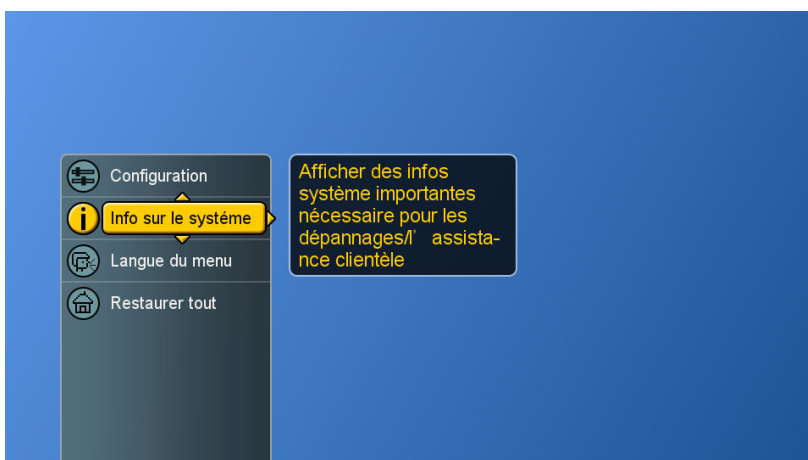 Configuration
Info sur le systéme
Langue du menu
Restaurer tout
Afficher des infos
système importantes
nécessaire pour les
dépannages/l' assista-
nce clientèle